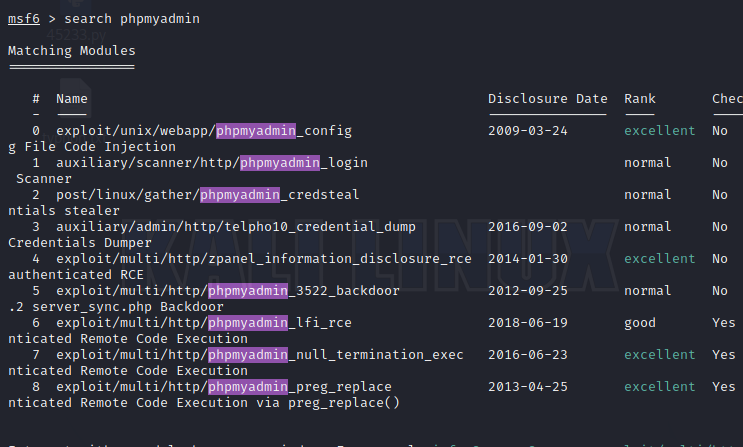 msf6 > search phpmyadmin
45233.py
Matching Modules
================
# Name Disclosure Date Rank Chec
- ---- --------------- ---- ----
0 exploit/unix/webapp/phpmyadmin_config 2009-03-24 excellent No
g File Code Injection
1 auxiliary/scanner/http/phpmyadmin_login normal No
Scanner
2 post/linux/gather/phpmyadmin_credsteal normal No
ntials stealer
3 auxiliary/admin/http/telpho10_credential_dump 2016-09-02 normal No
Credentials Dumper
4 exploit/multi/http/zpanel_information_disclosure_rce 2014-01-30 excellent No
authenticated RCE
5 exploit/multi/http/phpmyadmin_3522_backdoor 2012-09-25 normal No
.2 server_sync.php Backdoor
6 exploit/multi/http/phpmyadmin_lfi_rce 2018-06-19 good Yes
nticated Remote Code Execution
7 exploit/multi/http/phpmyadmin_null_termination_exec 2016-06-23 excellent Yes
nticated Remote Code Execution
8 exploit/multi/http/phpmyadmin_preg_replace 2013-04-25 excellent Yes
nticated Remote Code Execution via preg_replace()
KALI LINUX